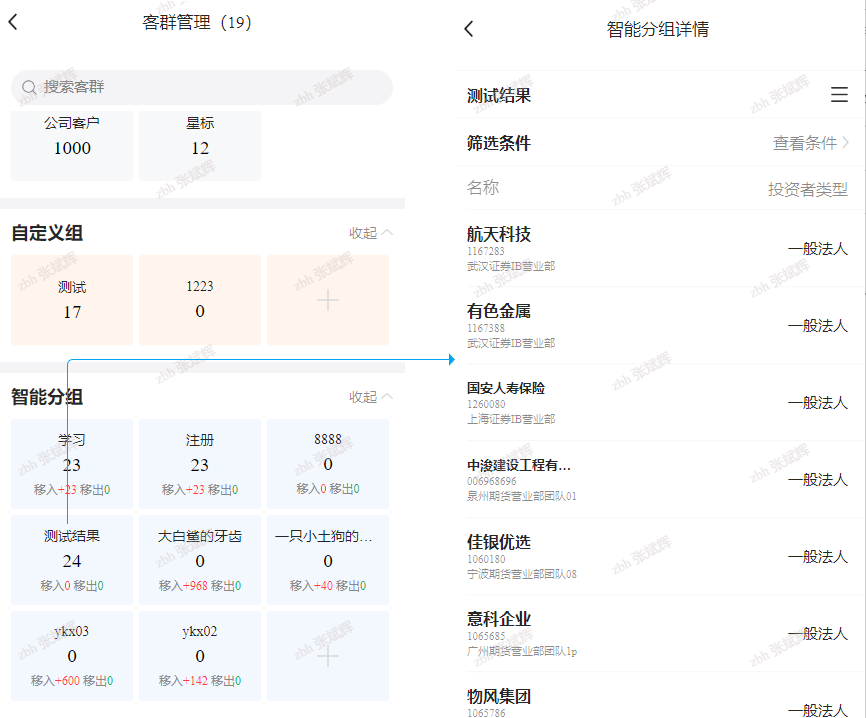 客群管理（19）
搜索客群
公司客户
1000
星标
12
自定义组
收起
测试
17
1223
0
智能分组
收起
学习
23
移入+23 移出0
注册
23
移入+23 移出0
8888
0
移入0 移出0
测试结果
24
移入0 移出0
大白鲨的牙齿
0
移入+968 移出0
一只小土狗的...
0
移入+40 移出0
ykx03
0
移入+600 移出0
ykx02
0
移入+142 移出0
智能分组详情
测试结果
筛选条件
查看条件
名称
投资者类型
航天科技
1167283
武汉证券IB营业部
一般法人
有色金属
1167388
武汉证券IB营业部
一般法人
国安人寿保险
1260080
上海证券IB营业部
一般法人
中浚建设工程有...
006968696
泉州期货营业部团队01
一般法人
佳银优选
1060180
宁波期货营业部团队08
一般法人
意科企业
1065685
广州期货营业部团队1p
一般法人
物风集团
1065786
一般法人
zbh 张斌辉